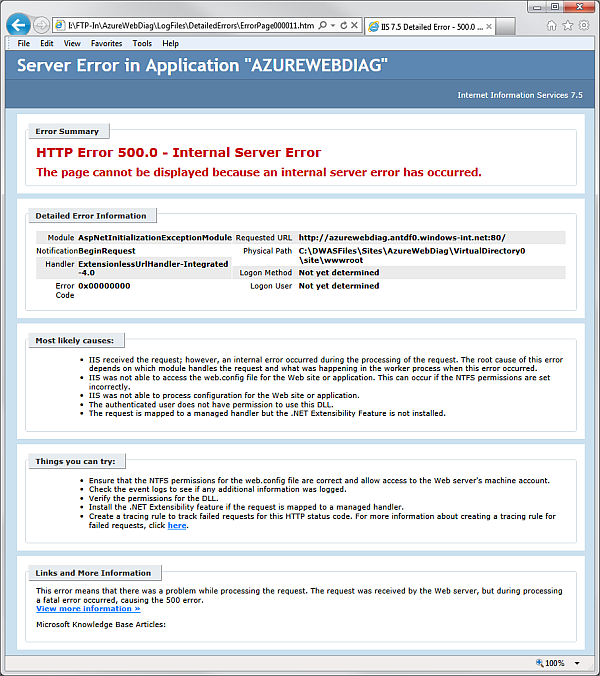 E:\FTP-In\AzureWebDiag\LogFiles\DetailedErrors\ErrorPage000011.htm
IIS 7.5 Detailed Error - 500.0 ...
File Edit View Favorites Tools Help
Server Error in Application "AZUREWEBDIAG"
Internet Information Services 7.5
Error Summary
HTTP Error 500.0 - Internal Server Error
The page cannot be displayed because an internal server error has occurred.
Detailed Error Information
Module AspNetInitializationExceptionModule
Notification BeginRequest
Handler ExtensionlessUrlHandler-Integrated
-4.0
Error 0x00000000
Code
Requested URL http://azurewebdiag.antdf0.windows-int.net:80/
Physical Path C:\DWASFiles\Sites\AzureWebDiag\VirtualDirectory0
\site\wwwroot
Logon Method Not yet determined
Logon User Not yet determined
Most likely causes:
• IIS received the request; however, an internal error occurred during the processing of the request. The root cause of this error
depends on which module handles the request and what was happening in the worker process when this error occurred.
• IIS was not able to access the web.config file for the Web site or application. This can occur if the NTFS permissions are set
incorrectly.
• IIS was not able to process configuration for the Web site or application.
• The authenticated user does not have permission to use this DLL.
• The request is mapped to a managed handler but the .NET Extensibility Feature is not installed.
Things you can try:
• Ensure that the NTFS permissions for the web.config file are correct and allow access to the Web server's machine account.
• Check the event logs to see if any additional information was logged.
• Verify the permissions for the DLL.
• Install the .NET Extensibility feature if the request is mapped to a managed handler.
• Create a tracing rule to track failed requests for this HTTP status code. For more information about creating a tracing rule for
failed requests, click here.
Links and More Information
This error means that there was a problem while processing the request. The request was received by the Web server, but during processing
a fatal error occurred, causing the 500 error.
View more information »
Microsoft Knowledge Base Articles:
100%